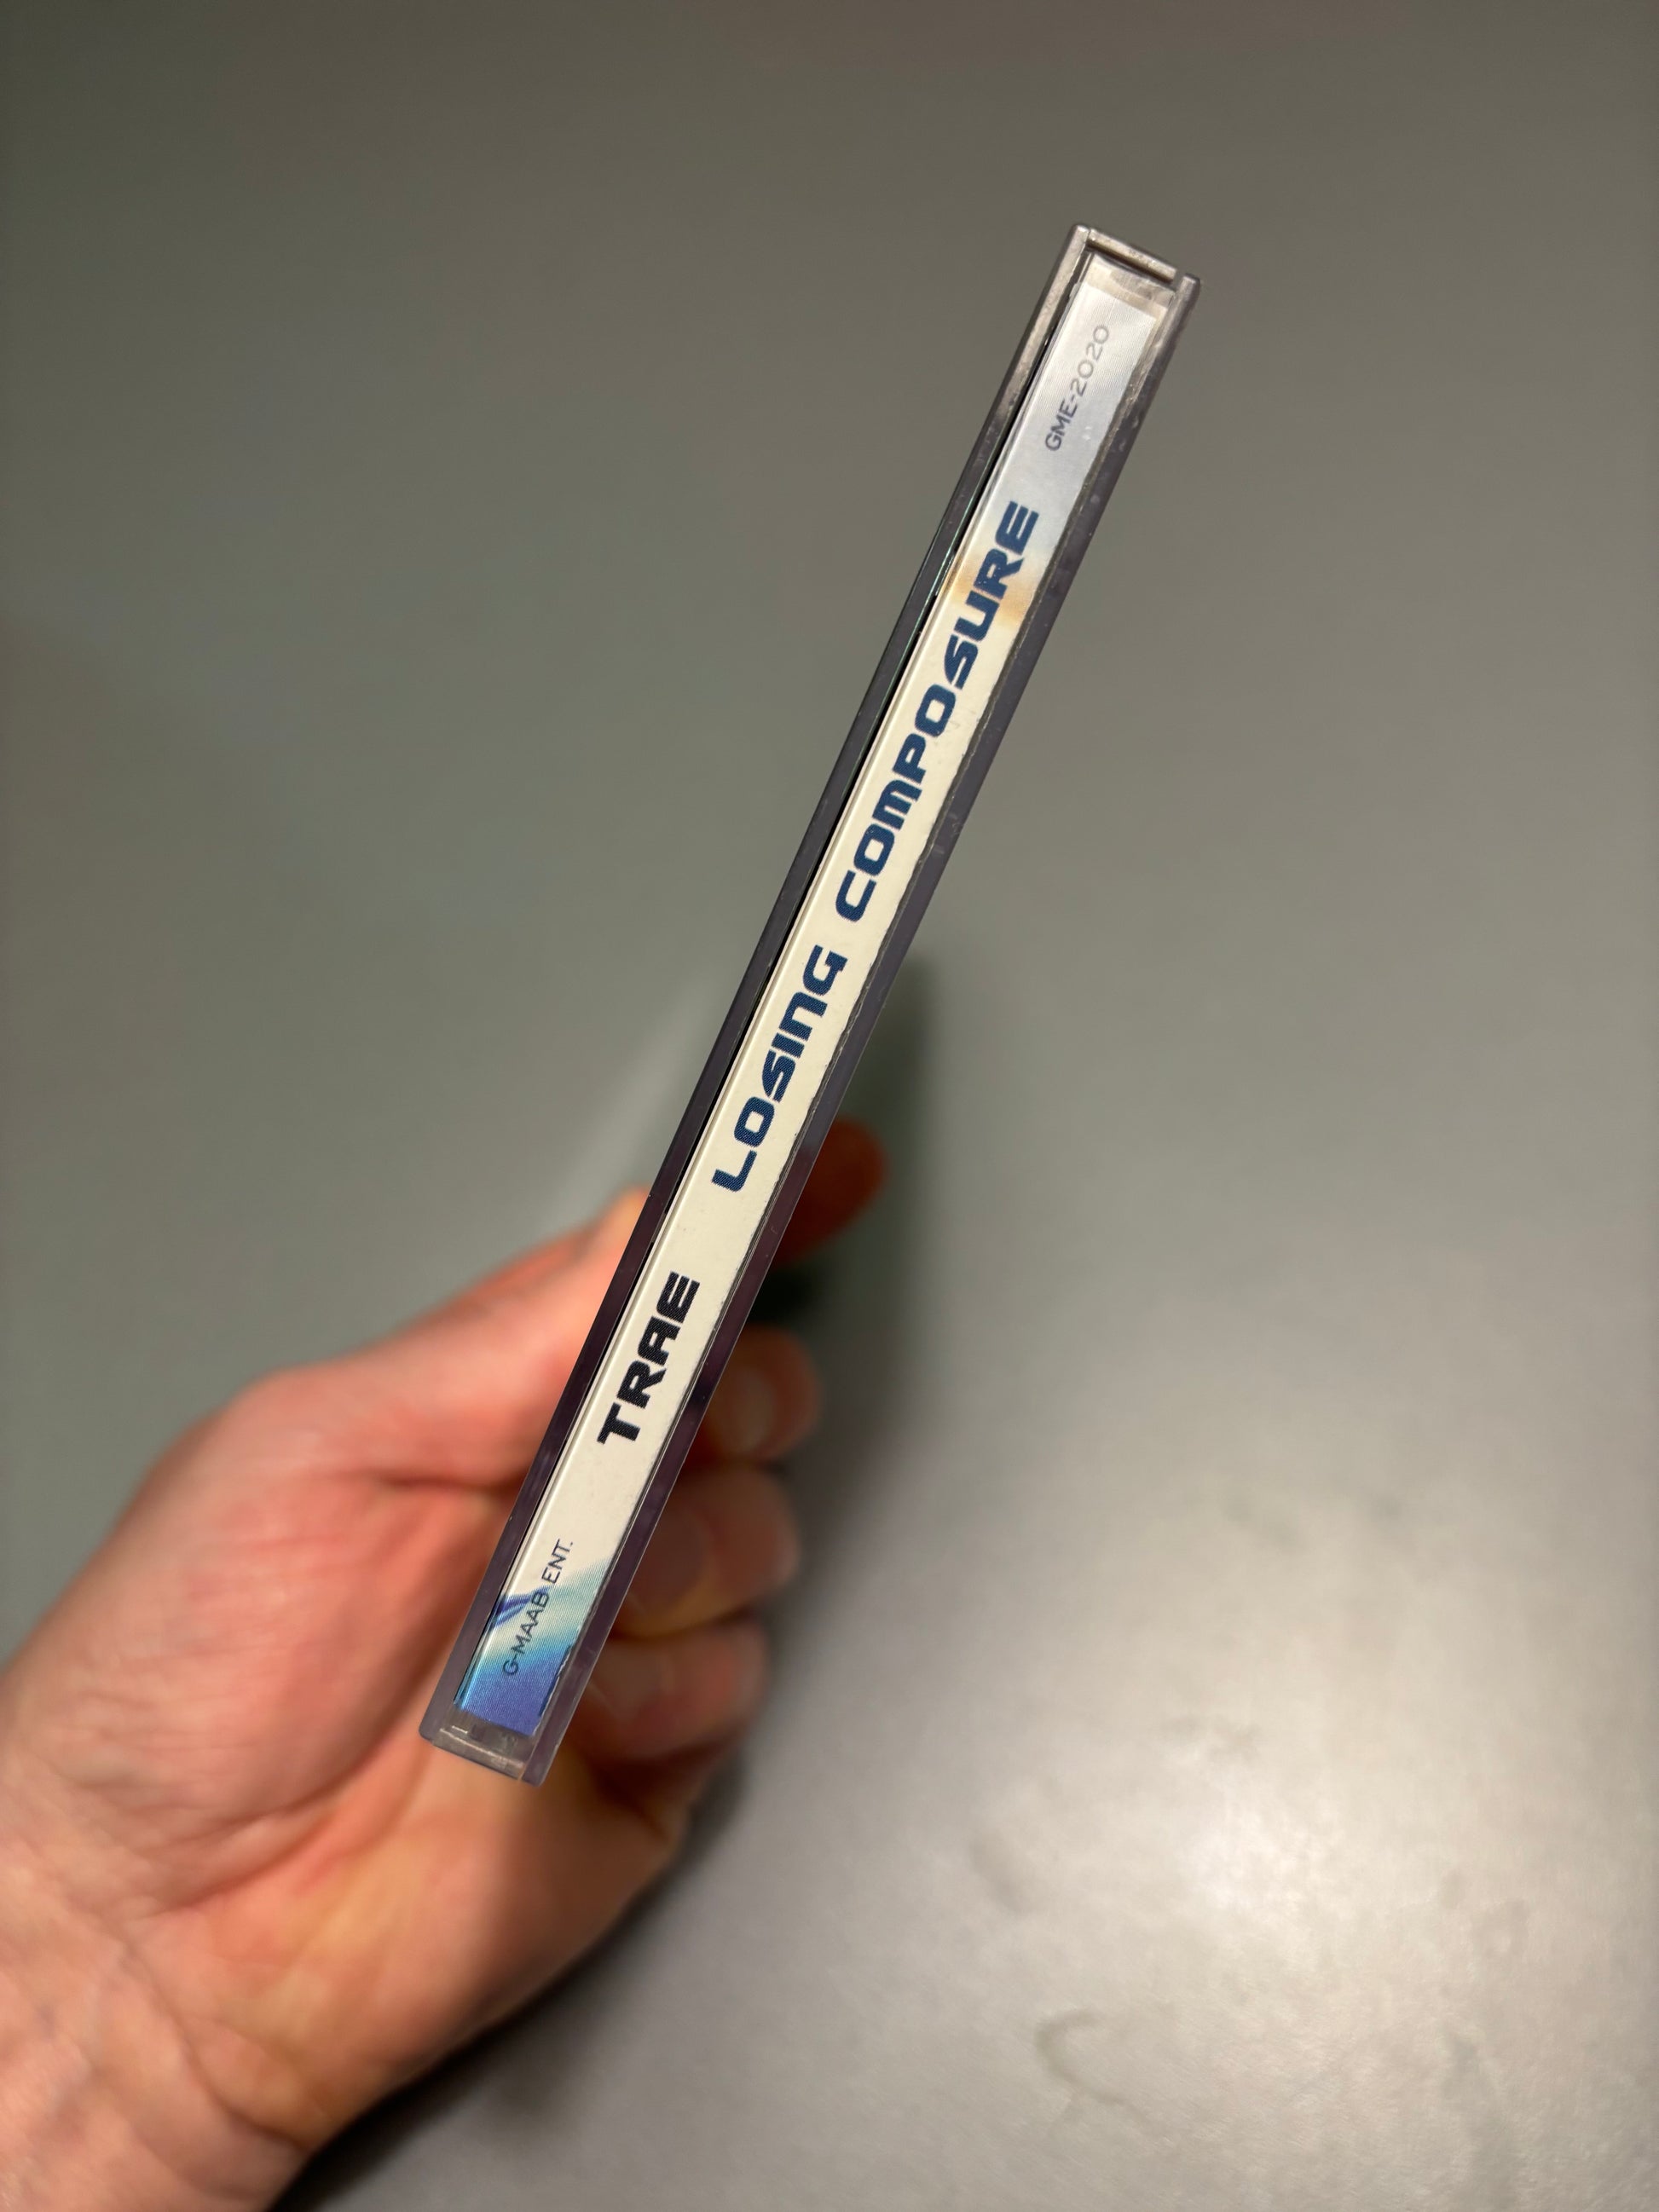 G-MAAB ENT. TRAE LOSING COMPOSURE GME-2020